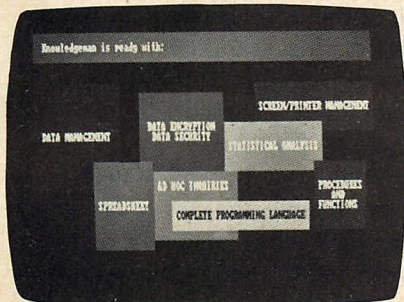 Knowledgeman is ready with:
SCREEN/PRINTER MANAGEMENT
DATA ENCRYPTION
DATA SECURITY
DATA MANAGEMENT
STATISTICAL ANALYSIS
AD HOC INQUIRIES
PROCEDURES
AND
FUNCTIONS
SPREADSHEET
COMPLETE PROGRAMMING LANGUAGE